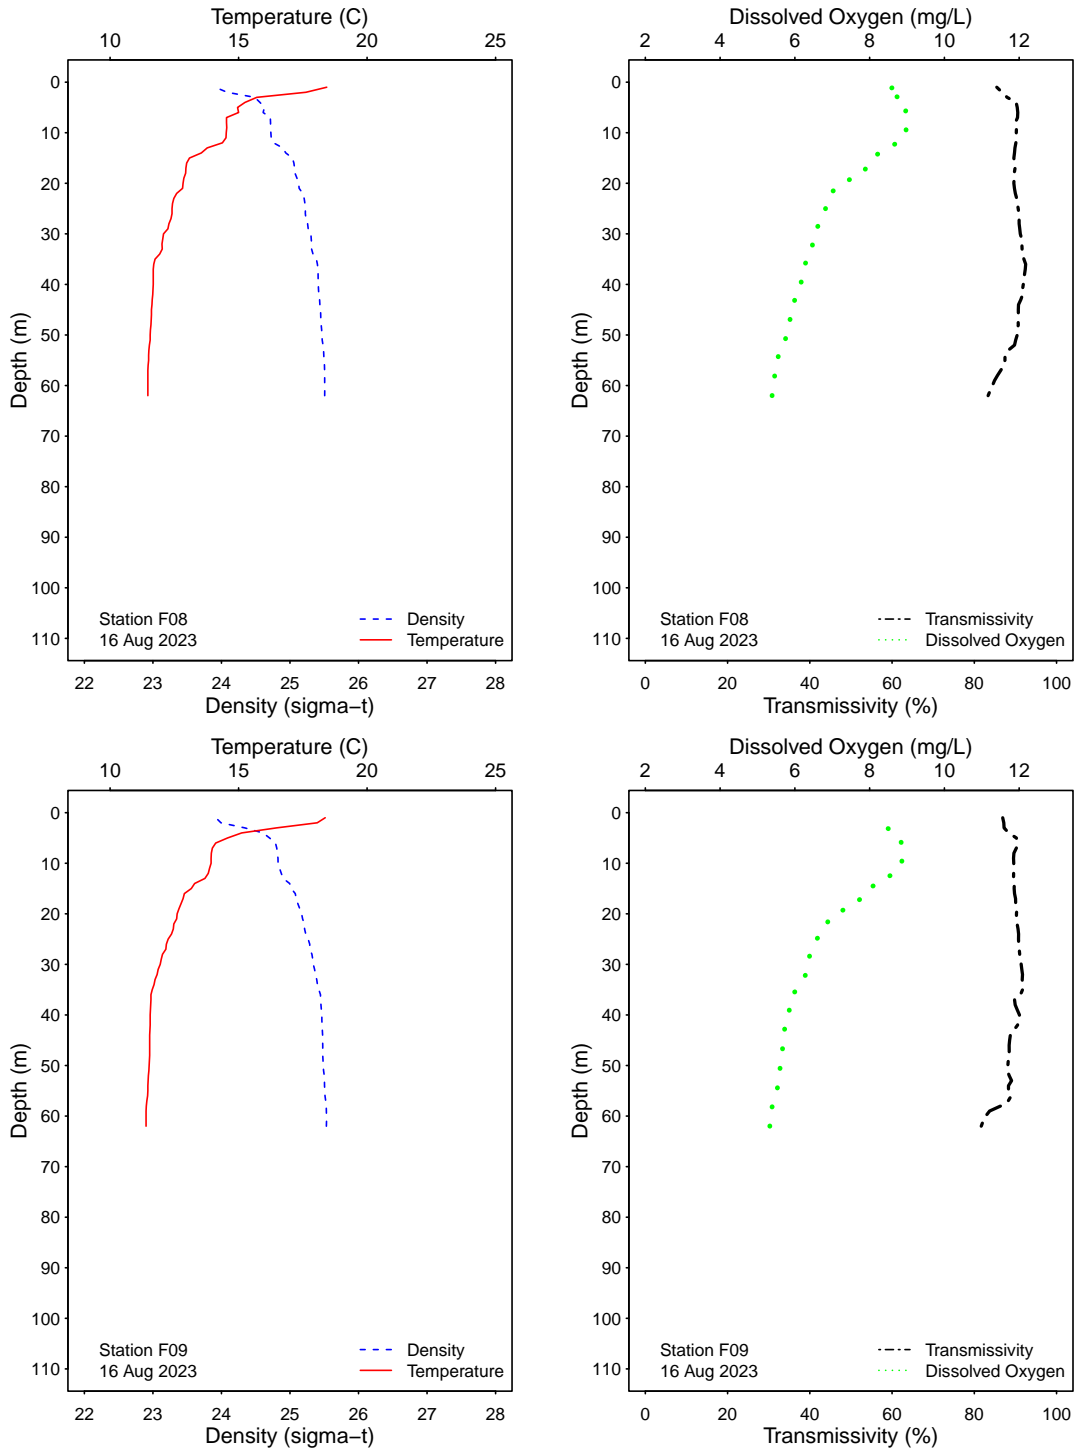 Temperature (C)
10 15 20 25
0
10
20
30
40
50
60
70
80
90
100
110
Depth (m)
Station F08
16 Aug 2023
Density
Temperature
22 23 24 25 26 27 28
Density (sigma−t)
Dissolved Oxygen (mg/L)
2 4 6 8 10 12
0
10
20
30
40
50
60
70
80
90
100
110
Depth (m)
Station F08
16 Aug 2023
Transmissivity
Dissolved Oxygen
0 20 40 60 80 100
Transmissivity (%)
Temperature (C)
10 15 20 25
0
10
20
30
40
50
60
70
80
90
100
110
Depth (m)
Station F09
16 Aug 2023
Density
Temperature
22 23 24 25 26 27 28
Density (sigma−t)
Dissolved Oxygen (mg/L)
2 4 6 8 10 12
0
10
20
30
40
50
60
70
80
90
100
110
Depth (m)
Station F09
16 Aug 2023
Transmissivity
Dissolved Oxygen
0 20 40 60 80 100
Transmissivity (%)